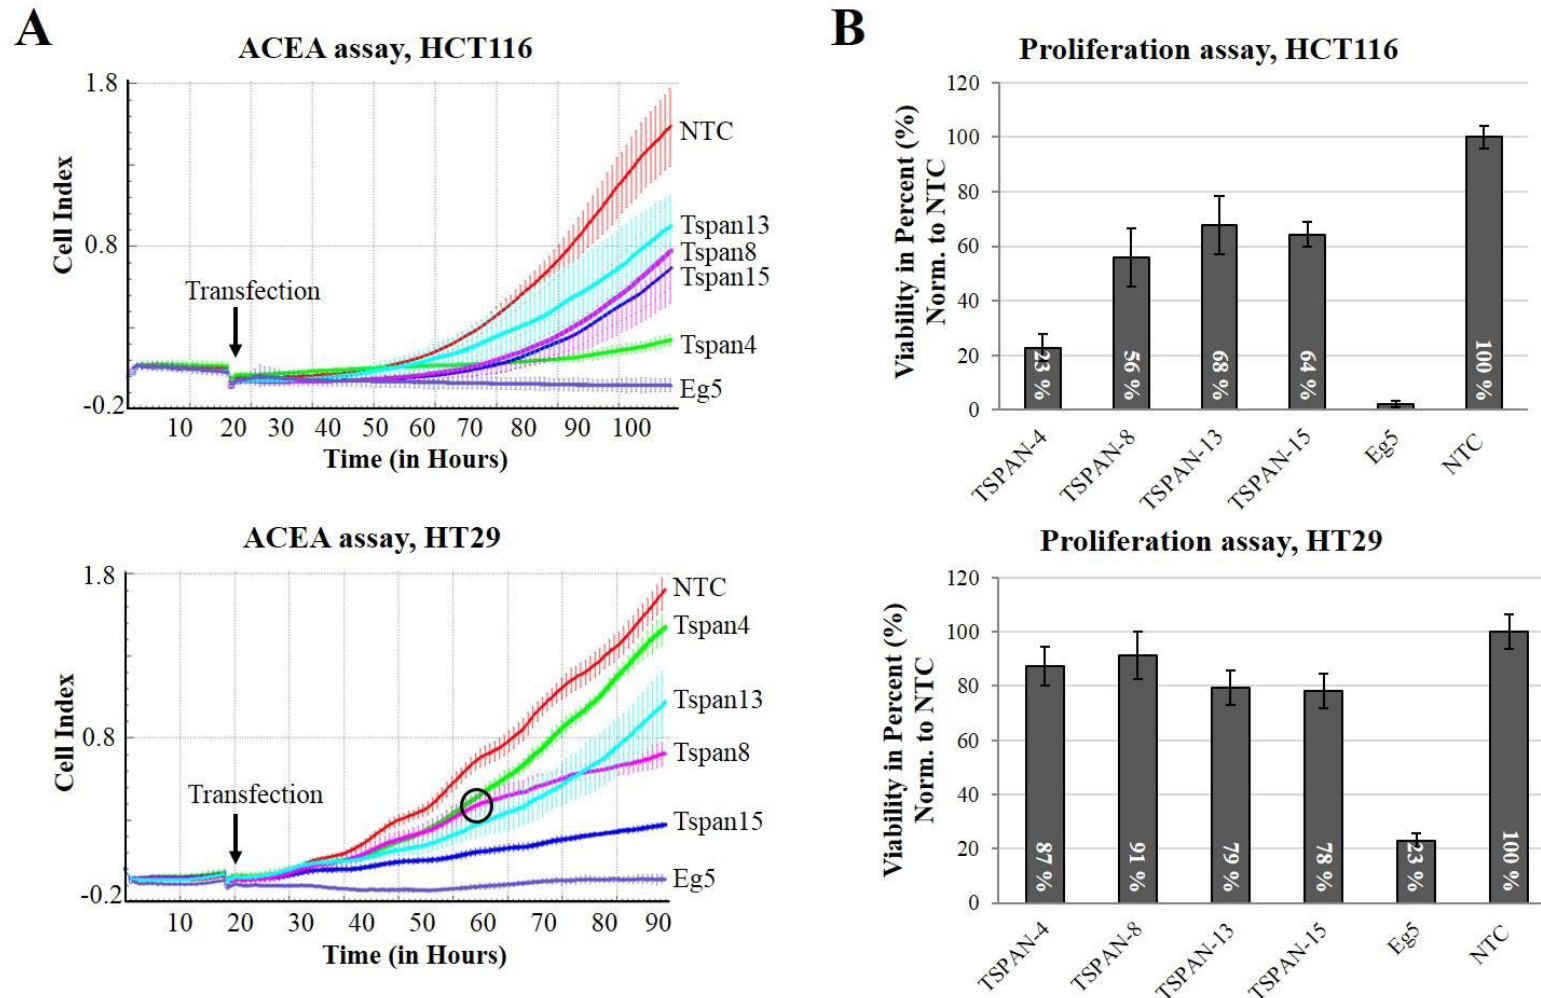 A
ACEA assay, HCT116
1.8
0.8
-0.2
Cell Index
Transfection
NTC
Tspan13
Tspan8
Tspan15
Tspan4
Eg5
10 20 30 40 50 60 70 80 90 100
Time (in Hours)
B
Proliferation assay, HCT116
Viability in Percent (%)
Norm. to NTC
120
100
80
60
40
20
0
23 %
56 %
68 %
64 %
100 %
TSPAN-4
TSPAN-8
TSPAN-13
TSPAN-15
Eg5
NTC
ACEA assay, HT29
1.8
0.8
-0.2
Cell Index
Transfection
NTC
Tspan4
Tspan13
Tspan8
Tspan15
Eg5
10 20 30 40 50 60 70 80 90
Time (in Hours)
Proliferation assay, HT29
Viability in Percent (%)
Norm. to NTC
120
100
80
60
40
20
0
87 %
91 %
79 %
78 %
23 %
100 %
TSPAN-4
TSPAN-8
TSPAN-13
TSPAN-15
Eg5
NTC